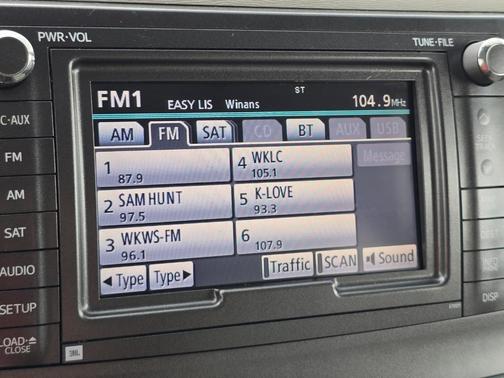 PWR·VOL
TUNE·FILE
FM1 EASY LIS Winans ST 104.9MHz
C·AUX
AM FM SAT CD BT AUX USB
FM
1 87.9
4 WKLC 105.1
Message
AM
2 SAM HUNT 97.5
5 K-LOVE 93.3
SAT
3 WKWS-FM 96.1
6 107.9
AUDIO
◀Type Type▶ Traffic SCAN Sound
SETUP
LOAD·⏏
CLOSE
JBL
DISP